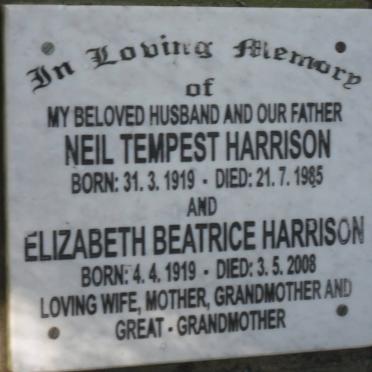 In Loving Memory
of
MY BELOVED HUSBAND AND OUR FATHER
NEIL TEMPEST HARRISON
BORN: 31. 3. 1919 - DIED: 21. 7. 1985
AND
ELIZABETH BEATRICE HARRISON
BORN: 4. 4. 1919 - DIED: 3. 5. 2008
LOVING WIFE, MOTHER, GRANDMOTHER AND
GREAT - GRANDMOTHER